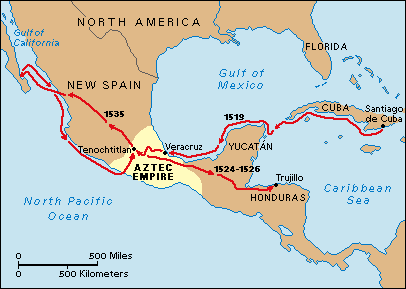 NORTH AMERICA
Gulf of
California
FLORIDA
NEW SPAIN
Gulf of
Mexico
1535
1519
CUBA
Santiago
de Cuba
Tenochtitlan
Veracruz
YUCATÁN
AZTEC
EMPIRE
1524-1526
Trujillo
HONDURAS
Caribbean
Sea
North Pacific
Ocean
0 500 Miles
0 500 Kilometers